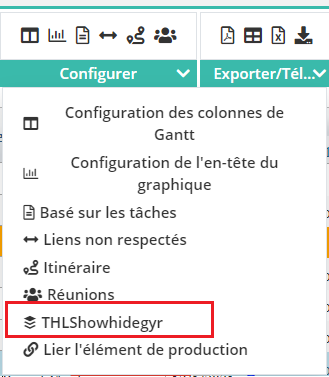 Configurer
Exporter/Tél...
Configuration des colonnes de
Gantt
Configuration de l'en-tête du
graphique
Basé sur les tâches
Liens non respectés
Itinéraire
Réunions
THLShowhidegyr
Lier l'élément de production